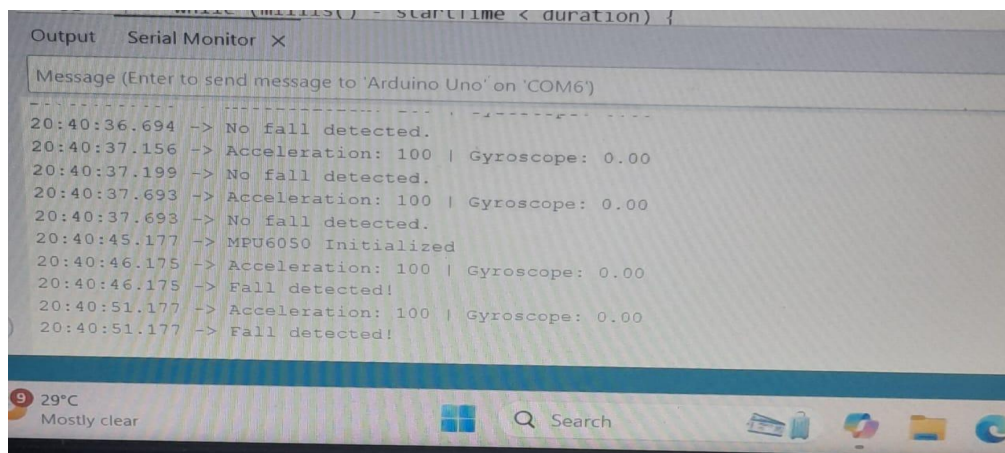 while (millis() - startTime < duration) {
Output Serial Monitor ×
Message (Enter to send message to 'Arduino Uno' on 'COM6')
20:40:36.694 -> No fall detected.
20:40:37.156 -> Acceleration: 100 | Gyroscope: 0.00
20:40:37.199 -> No fall detected.
20:40:37.693 -> Acceleration: 100 | Gyroscope: 0.00
20:40:37.693 -> No fall detected.
20:40:45.177 -> MPU6050 Initialized
20:40:46.175 -> Acceleration: 100 | Gyroscope: 0.00
20:40:46.175 -> Fall detected!
20:40:51.177 -> Acceleration: 100 | Gyroscope: 0.00
20:40:51.177 -> Fall detected!
9
29°C
Mostly clear
Search